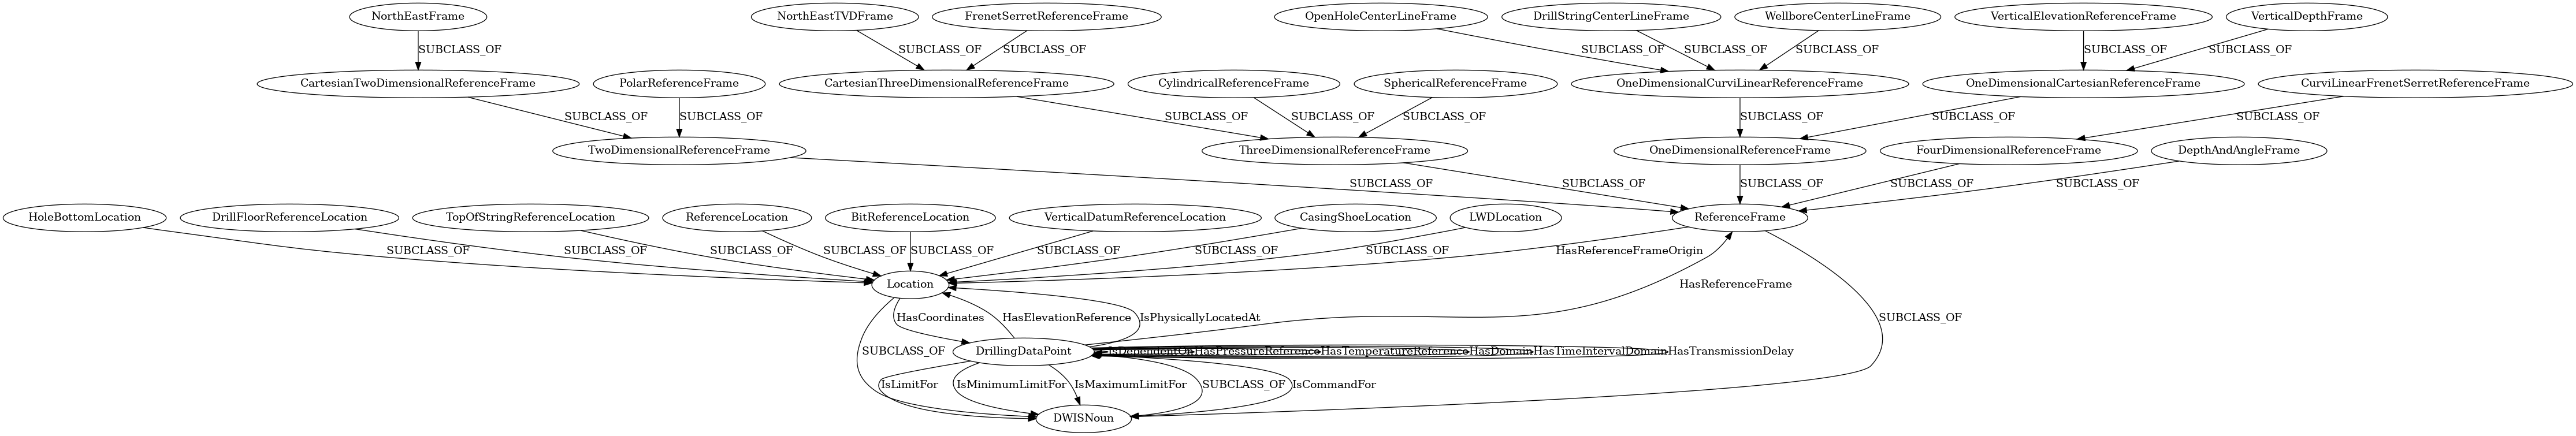 NorthEastFrame
NorthEastTVDFrame
FrenetSerretReferenceFrame
OpenHoleCenterLineFrame
DrillStringCenterLineFrame
WellboreCenterLineFrame
VerticalElevationReferenceFrame
VerticalDepthFrame
SUBCLASS_OF
SUBCLASS_OF
SUBCLASS_OF
SUBCLASS_OF
SUBCLASS_OF
SUBCLASS_OF
SUBCLASS_OF
SUBCLASS_OF
CartesianTwoDimensionalReferenceFrame
PolarReferenceFrame
CartesianThreeDimensionalReferenceFrame
CylindricalReferenceFrame
SphericalReferenceFrame
OneDimensionalCurviLinearReferenceFrame
OneDimensionalCartesianReferenceFrame
CurviLinearFrenetSerretReferenceFrame
SUBCLASS_OF
SUBCLASS_OF
SUBCLASS_OF
SUBCLASS_OF
SUBCLASS_OF
SUBCLASS_OF
SUBCLASS_OF
SUBCLASS_OF
TwoDimensionalReferenceFrame
ThreeDimensionalReferenceFrame
OneDimensionalReferenceFrame
FourDimensionalReferenceFrame
DepthAndAngleFrame
SUBCLASS_OF
SUBCLASS_OF
SUBCLASS_OF
SUBCLASS_OF
SUBCLASS_OF
HoleBottomLocation
DrillFloorReferenceLocation
TopOfStringReferenceLocation
ReferenceLocation
BitReferenceLocation
VerticalDatumReferenceLocation
CasingShoeLocation
LWDLocation
ReferenceFrame
SUBCLASS_OF
SUBCLASS_OF
SUBCLASS_OF
SUBCLASS_OF
SUBCLASS_OF
SUBCLASS_OF
SUBCLASS_OF
SUBCLASS_OF
HasReferenceFrameOrigin
Location
HasReferenceFrame
HasCoordinates
HasElevationReference
IsPhysicallyLocatedAt
SUBCLASS_OF
SUBCLASS_OF
DrillingDataPoint
IsDependentOn
HasPressureReference
HasTemperatureReference
HasDomain
HasTimeIntervalDomain
HasTransmissionDelay
IsLimitFor
IsMinimumLimitFor
IsMaximumLimitFor
SUBCLASS_OF
IsCommandFor
DWISNoun